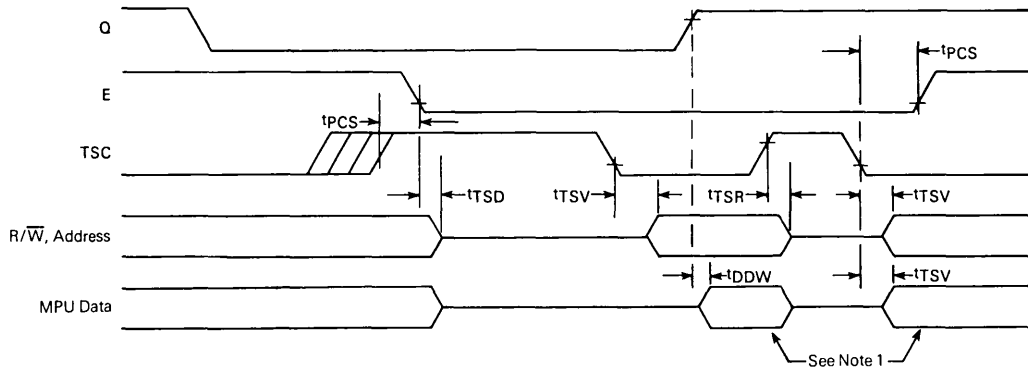 Q
tPCS
E
tPCS
TSC
tTSD
tTSV
tTSR
tTSV
R/W̅, Address
tDDW
tTSV
MPU Data
See Note 1